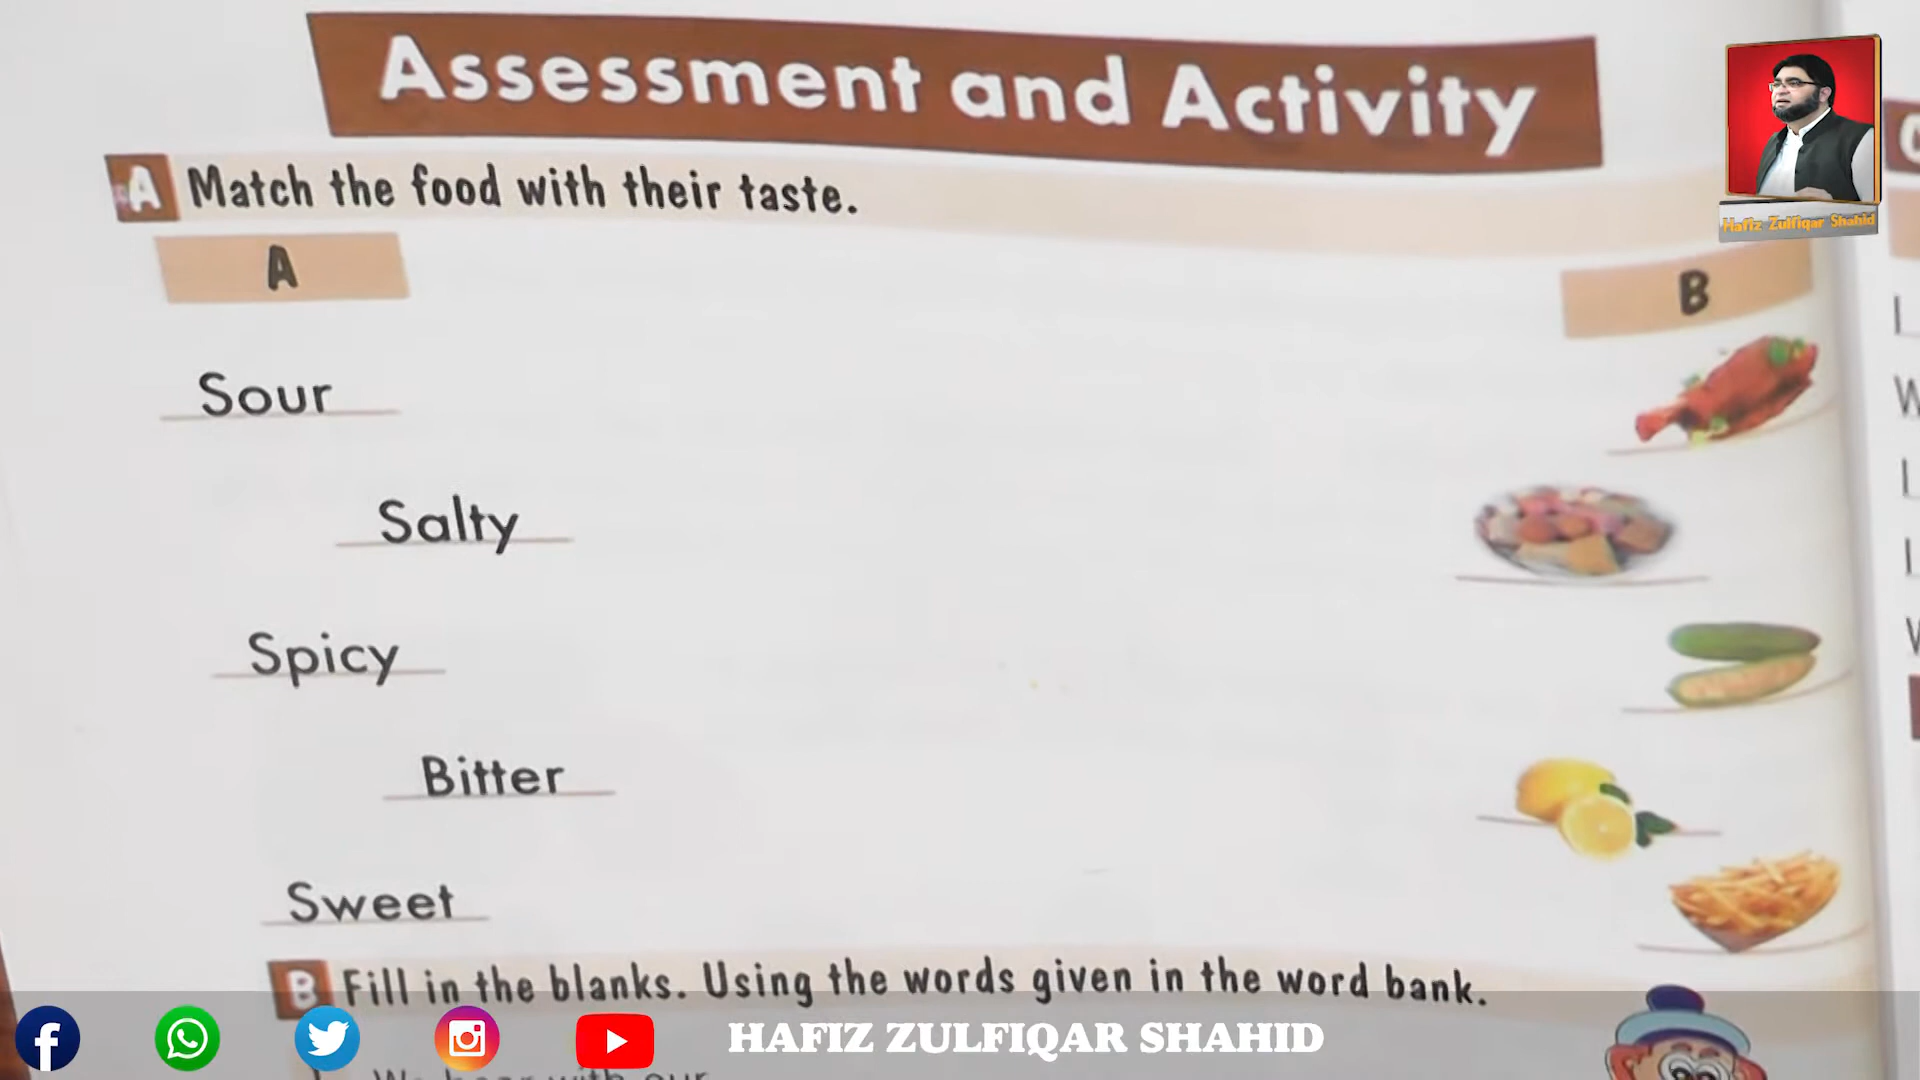 Assessment and Activity
Hafiz Zulfiqar Shahid
A Match the food with their taste.
A
B
Sour
Salty
Spicy
Bitter
Sweet
B Fill in the blanks. Using the words given in the word bank.
HAFIZ ZULFIQAR SHAHID